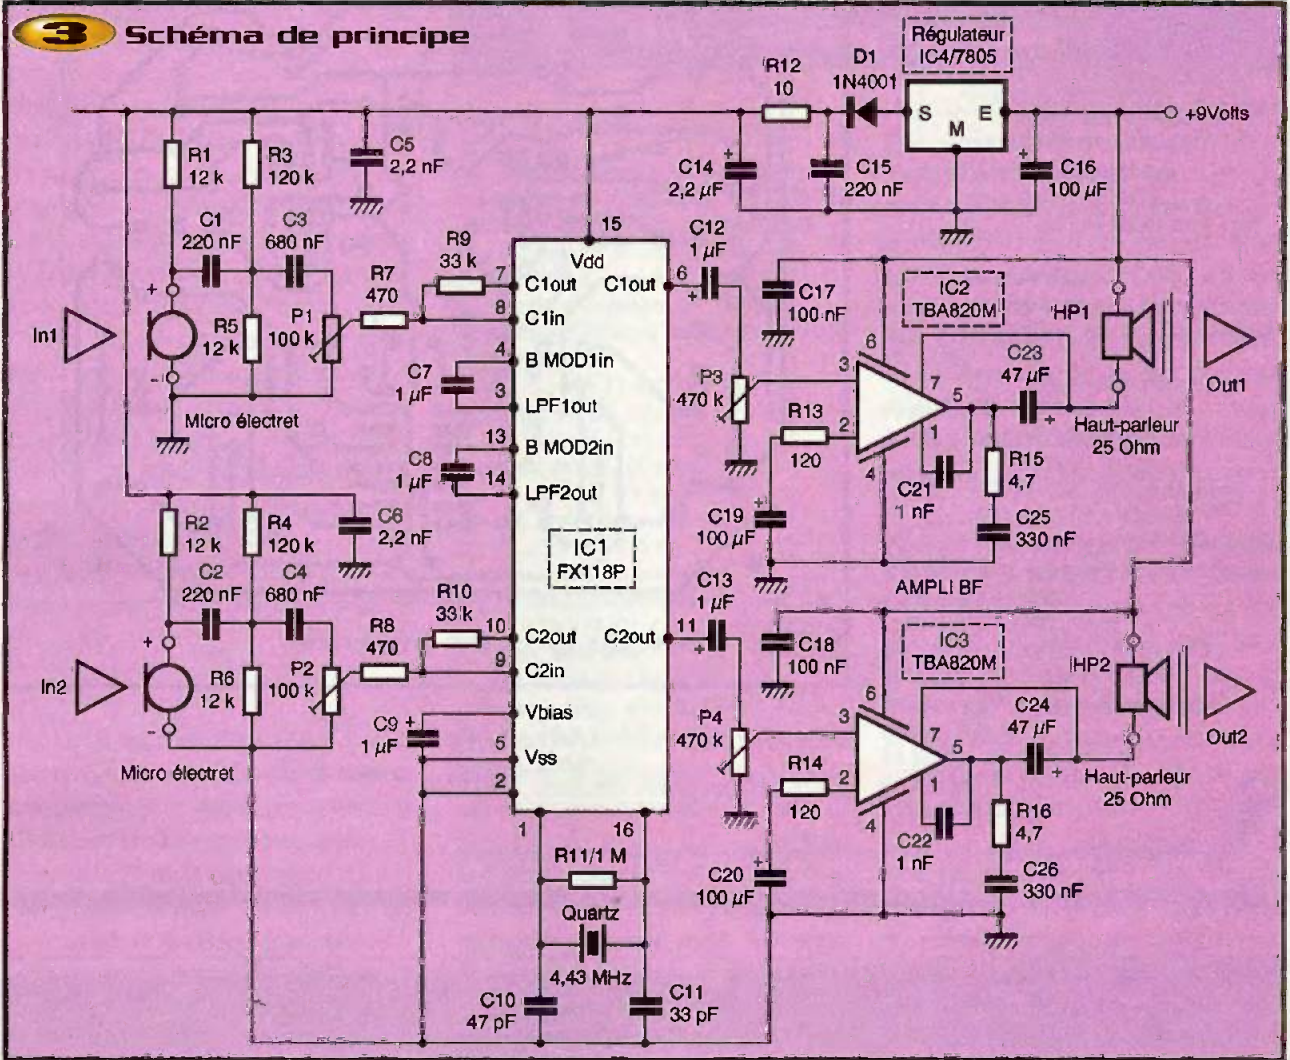 3 Schéma de principe
Régulateur
IC4/7805
D1
1N4001
R12
10
S
E
M
+9Volts
R1
12 k
R3
120 k
C5
2,2 nF
C14
2,2 µF
C15
220 nF
C16
100 µF
C1
220 nF
C3
680 nF
R9
33 k
R7
470
R5
12 k
P1
100 k
In1
+
-
Micro électret
C7
1 µF
C8
1 µF
15
Vdd
7
C1out
8
C1in
4
B MOD1in
3
LPF1out
13
B MOD2in
14
LPF2out
C1out
6
IC1
FX118P
C12
1 µF
+
C17
100 nF
IC2
TBA820M
HP1
Out1
P3
470 k
R13
120
6
3
2
7
5
1
4
C23
47 µF
+
Haut-parleur
25 Ohm
C21
1 nF
R15
4,7
C19
100 µF
C25
330 nF
AMPLI BF
R2
12 k
R4
120 k
C6
2,2 nF
C2
220 nF
C4
680 nF
R10
33 k
R8
470
R6
12 k
P2
100 k
In2
+
-
Micro électret
C9
1 µF
+
10
C2out
9
C2in
Vbias
5
Vss
2
C2out
11
C13
1 µF
+
C18
100 nF
IC3
TBA820M
HP2
Out2
P4
470 k
R14
120
6
3
2
7
5
1
4
C24
47 µF
+
Haut-parleur
25 Ohm
C22
1 nF
R16
4,7
C20
100 µF
C26
330 nF
1
16
R11/1 M
Quartz
4,43 MHz
C10
47 pF
C11
33 pF